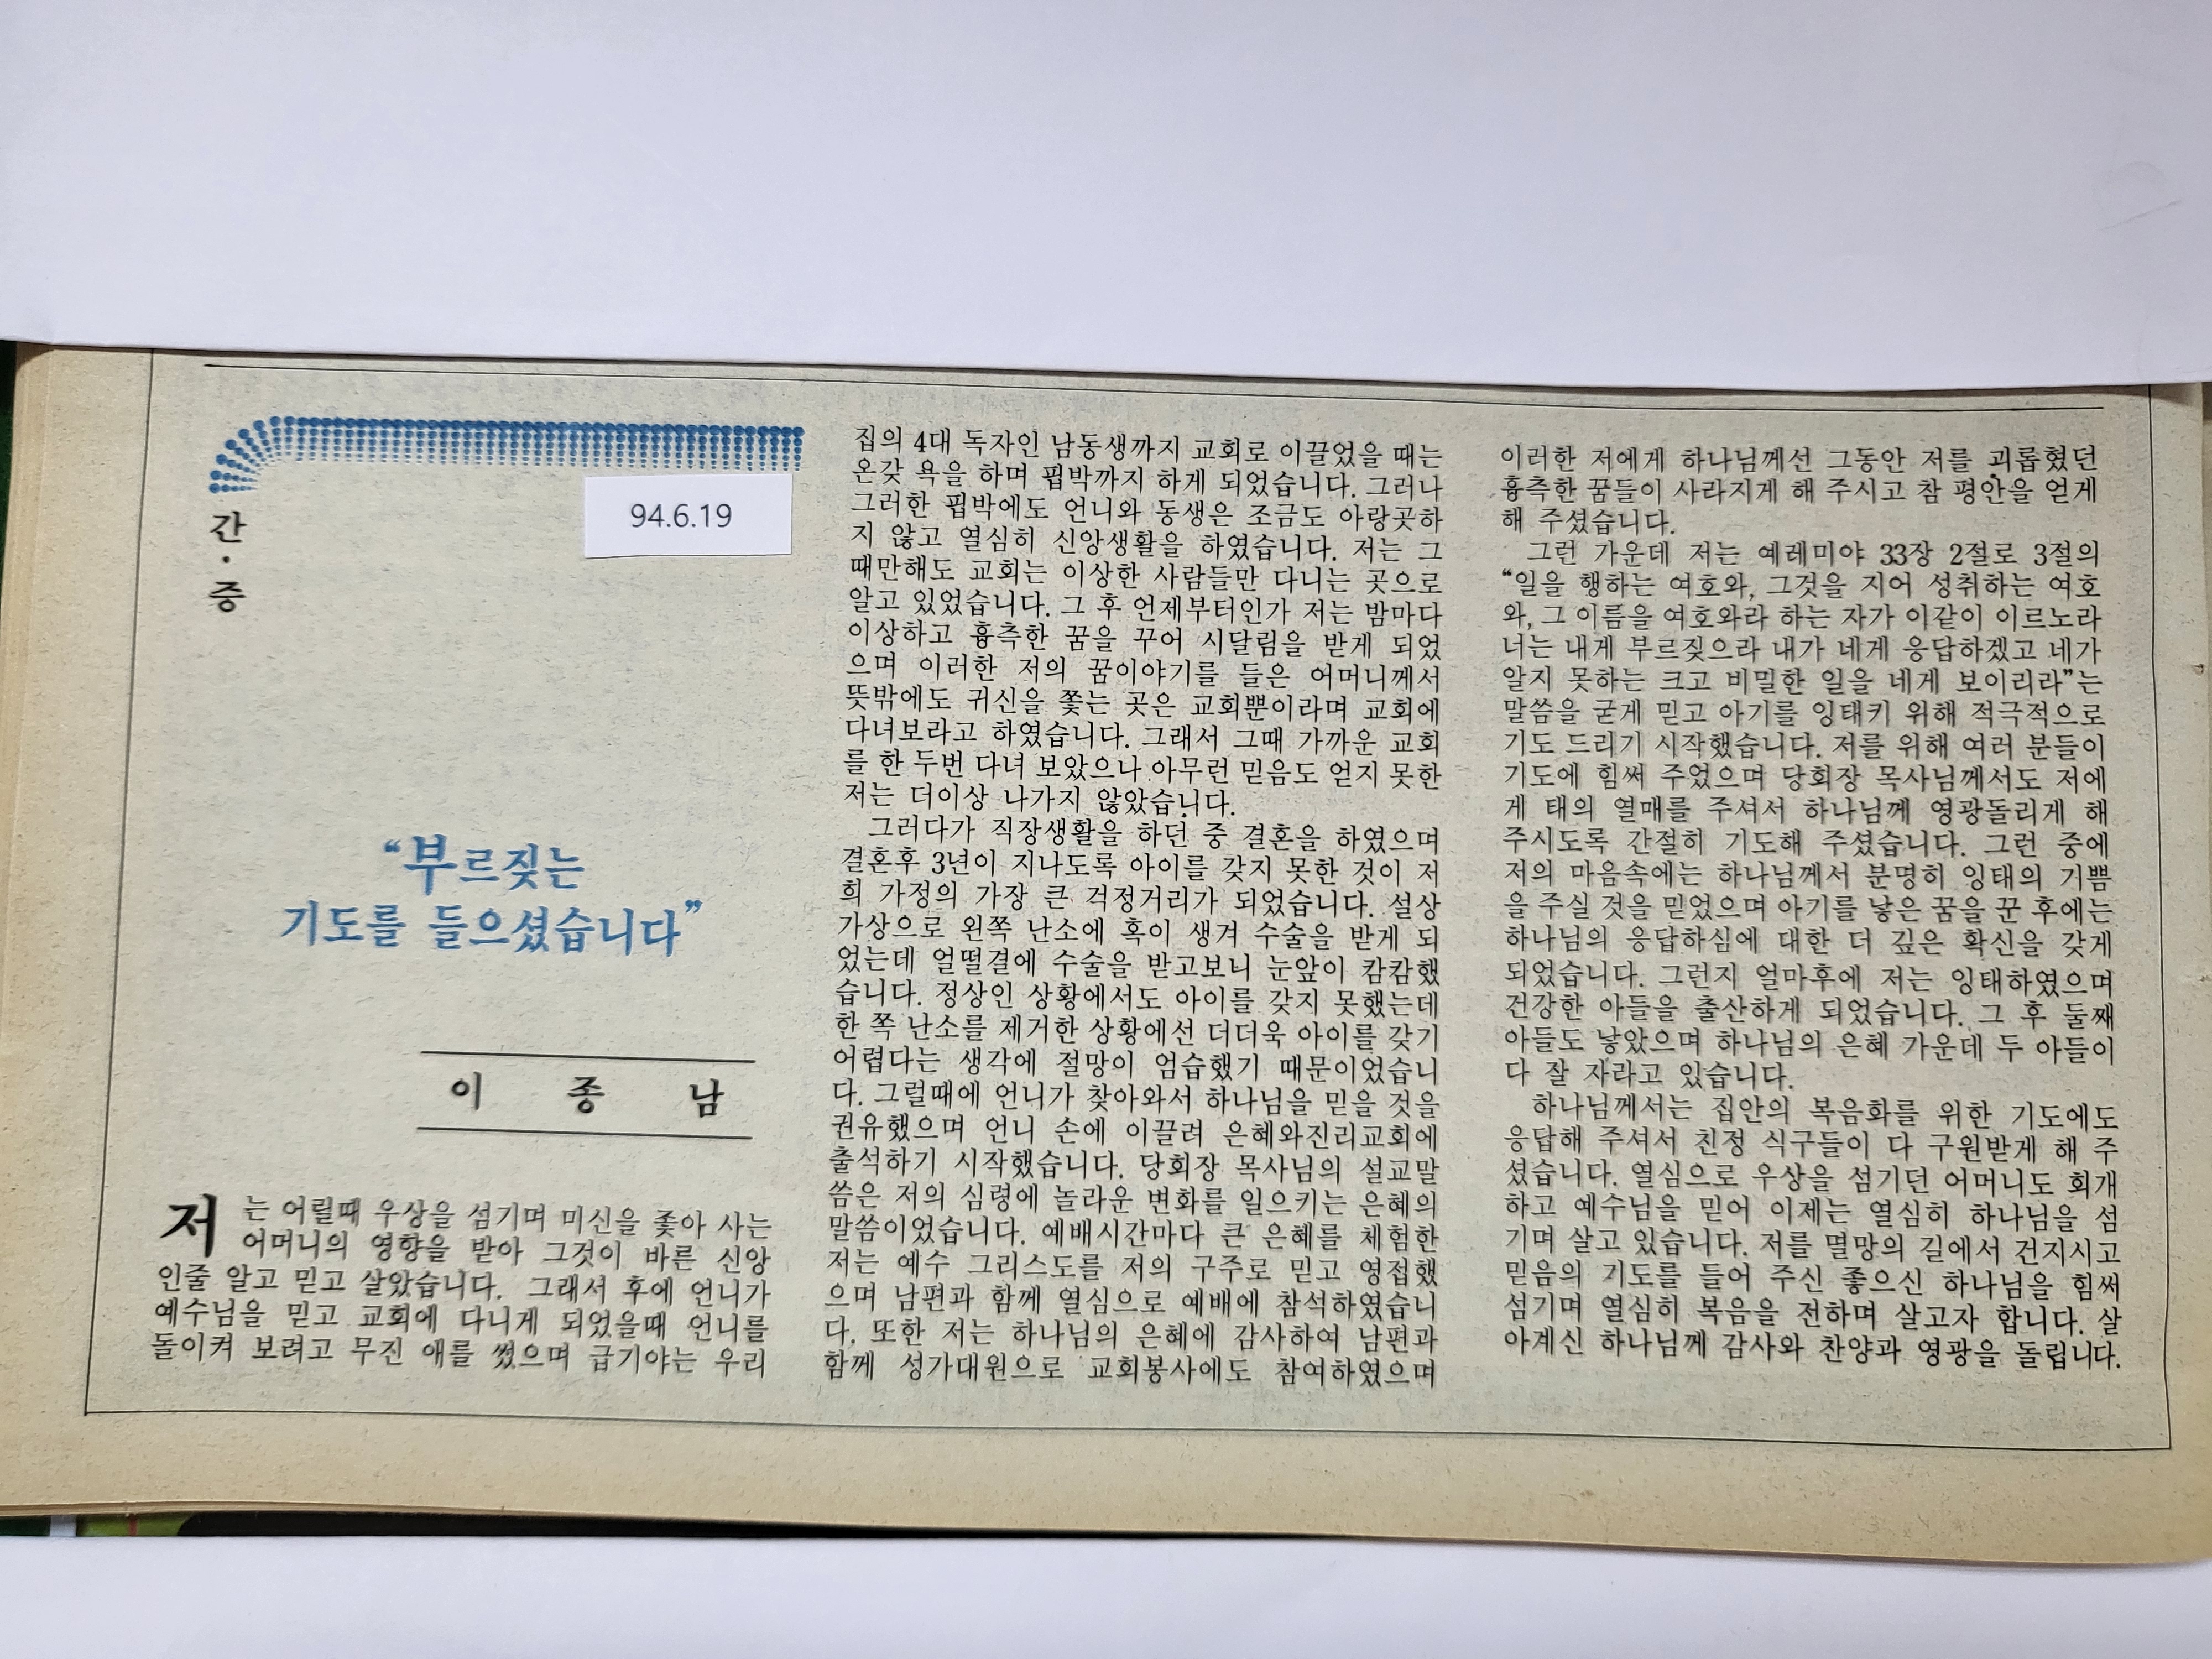 간·증
94.6.19
“부르짖는
기도를 들으셨습니다”
이 종 남
저는 어릴때 우상을 섬기며 미신을 좇아 사는
어머니의 영향을 받아 그것이 바른 신앙
인줄 알고 믿고 살았습니다. 그래서 후에 언니가
예수님을 믿고 교회에 다니게 되었을때 언니를
돌이켜 보려고 무진 애를 썼으며 급기야는 우리
집의 4대 독자인 남동생까지 교회로 이끌었을 때는
온갖 욕을 하며 핍박까지 하게 되었습니다. 그러나
그러한 핍박에도 언니와 동생은 조금도 아랑곳하
지 않고 열심히 신앙생활을 하였습니다. 저는 그
때만해도 교회는 이상한 사람들만 다니는 곳으로
알고 있었습니다. 그 후 언제부터인가 저는 밤마다
이상하고 흉측한 꿈을 꾸어 시달림을 받게 되었
으며 이러한 저의 꿈이야기를 들은 어머니께서
뜻밖에도 귀신을 쫓는 곳은 교회뿐이라며 교회에
다녀보라고 하였습니다. 그래서 그때 가까운 교회
를 한 두번 다녀 보았으나 아무런 믿음도 얻지 못한
저는 더이상 나가지 않았습니다.
그러다가 직장생활을 하던 중 결혼을 하였으며
결혼후 3년이 지나도록 아이를 갖지 못한 것이 저
희 가정의 가장 큰 걱정거리가 되었습니다. 설상
가상으로 왼쪽 난소에 혹이 생겨 수술을 받게 되
었는데 얼떨결에 수술을 받고보니 눈앞이 캄캄했
습니다. 정상인 상황에서도 아이를 갖지 못했는데
한 쪽 난소를 제거한 상황에선 더더욱 아이를 갖기
어렵다는 생각에 절망이 엄습했기 때문이었습니
다. 그럴때에 언니가 찾아와서 하나님을 믿을 것을
권유했으며 언니 손에 이끌려 은혜와진리교회에
출석하기 시작했습니다. 당회장 목사님의 설교말
씀은 저의 심령에 놀라운 변화를 일으키는 은혜의
말씀이었습니다. 예배시간마다 큰 은혜를 체험한
저는 예수 그리스도를 저의 구주로 믿고 영접했
으며 남편과 함께 열심으로 예배에 참석하였습니
다. 또한 저는 하나님의 은혜에 감사하여 남편과
함께 성가대원으로 교회봉사에도 참여하였으며
이러한 저에게 하나님께선 그동안 저를 괴롭혔던
흉측한 꿈들이 사라지게 해 주시고 참 평안을 얻게
해 주셨습니다.
그런 가운데 저는 예레미야 33장 2절로 3절의
“일을 행하는 여호와, 그것을 지어 성취하는 여호
와, 그 이름을 여호와라 하는 자가 이같이 이르노라
너는 내게 부르짖으라 내가 네게 응답하겠고 네가
알지 못하는 크고 비밀한 일을 네게 보이리라”는
말씀을 굳게 믿고 아기를 잉태키 위해 적극적으로
기도 드리기 시작했습니다. 저를 위해 여러 분들이
기도에 힘써 주었으며 당회장 목사님께서도 저에
게 태의 열매를 주셔서 하나님께 영광돌리게 해
주시도록 간절히 기도해 주셨습니다. 그런 중에
저의 마음속에는 하나님께서 분명히 잉태의 기쁨
을 주실 것을 믿었으며 아기를 낳은 꿈을 꾼 후에는
하나님의 응답하심에 대한 더 깊은 확신을 갖게
되었습니다. 그런지 얼마후에 저는 잉태하였으며
건강한 아들을 출산하게 되었습니다. 그 후 둘째
아들도 낳았으며 하나님의 은혜 가운데 두 아들이
다 잘 자라고 있습니다.
하나님께서는 집안의 복음화를 위한 기도에도
응답해 주셔서 친정 식구들이 다 구원받게 해 주
셨습니다. 열심으로 우상을 섬기던 어머니도 회개
하고 예수님을 믿어 이제는 열심히 하나님을 섬
기며 살고 있습니다. 저를 멸망의 길에서 건지시고
믿음의 기도를 들어 주신 좋으신 하나님을 힘써
섬기며 열심히 복음을 전하며 살고자 합니다. 살
아계신 하나님께 감사와 찬양과 영광을 돌립니다.